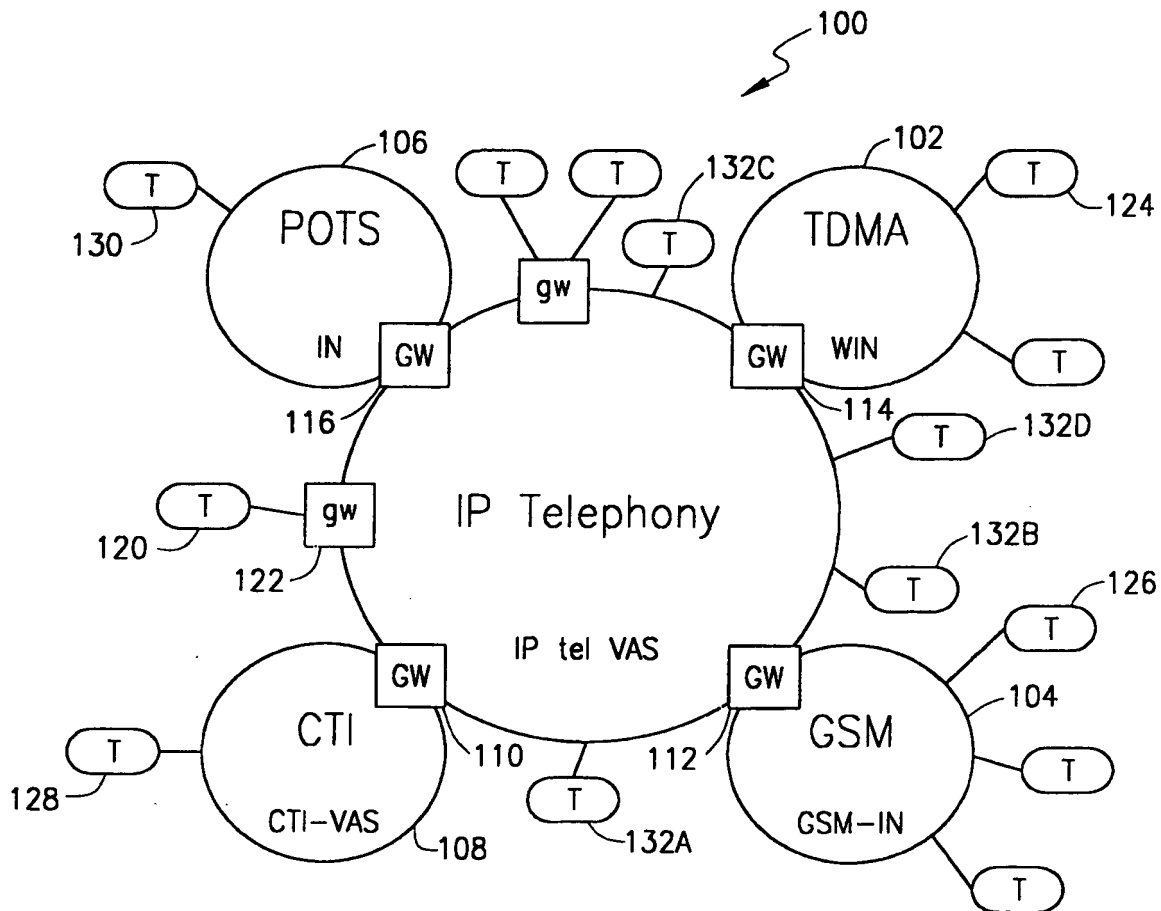 100
106
102
T
T
T
132C
T
T
124
130
POTS
TDMA
gw
IN
GW
GW
WIN
T
116
114
T
132D
T
gw
IP Telephony
120
122
132B
T
126
T
IP tel VAS
GW
GW
104
CTI
110
112
GSM
T
128
T
T
CTI-VAS
108
132A
GSM-IN
T